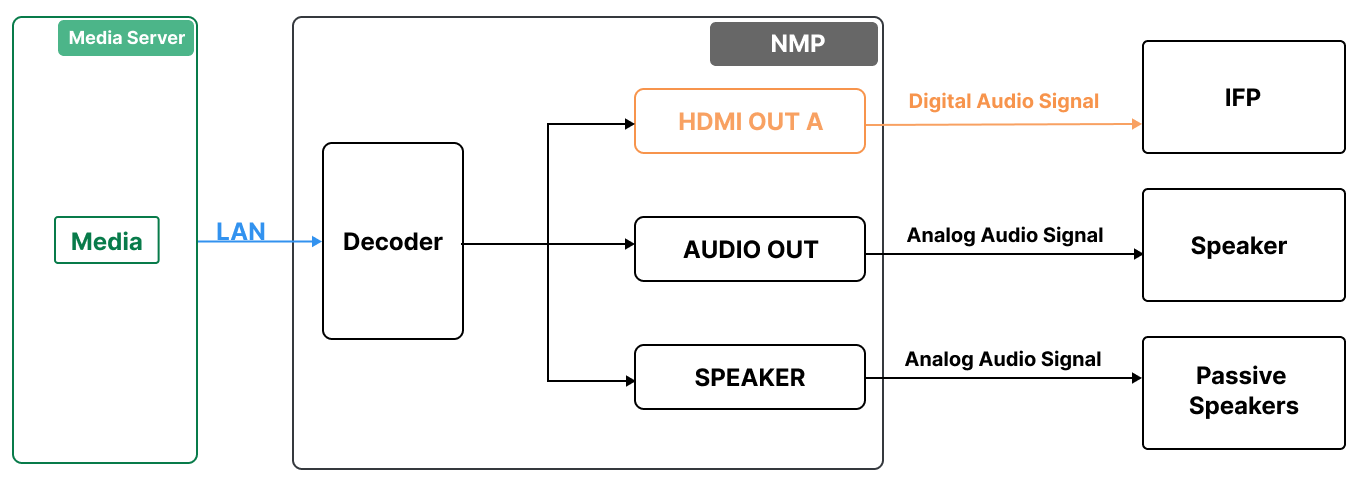 Media Server
Media
LAN
NMP
Decoder
HDMI OUT A
AUDIO OUT
SPEAKER
Digital Audio Signal
Analog Audio Signal
Analog Audio Signal
IFP
Speaker
Passive
Speakers